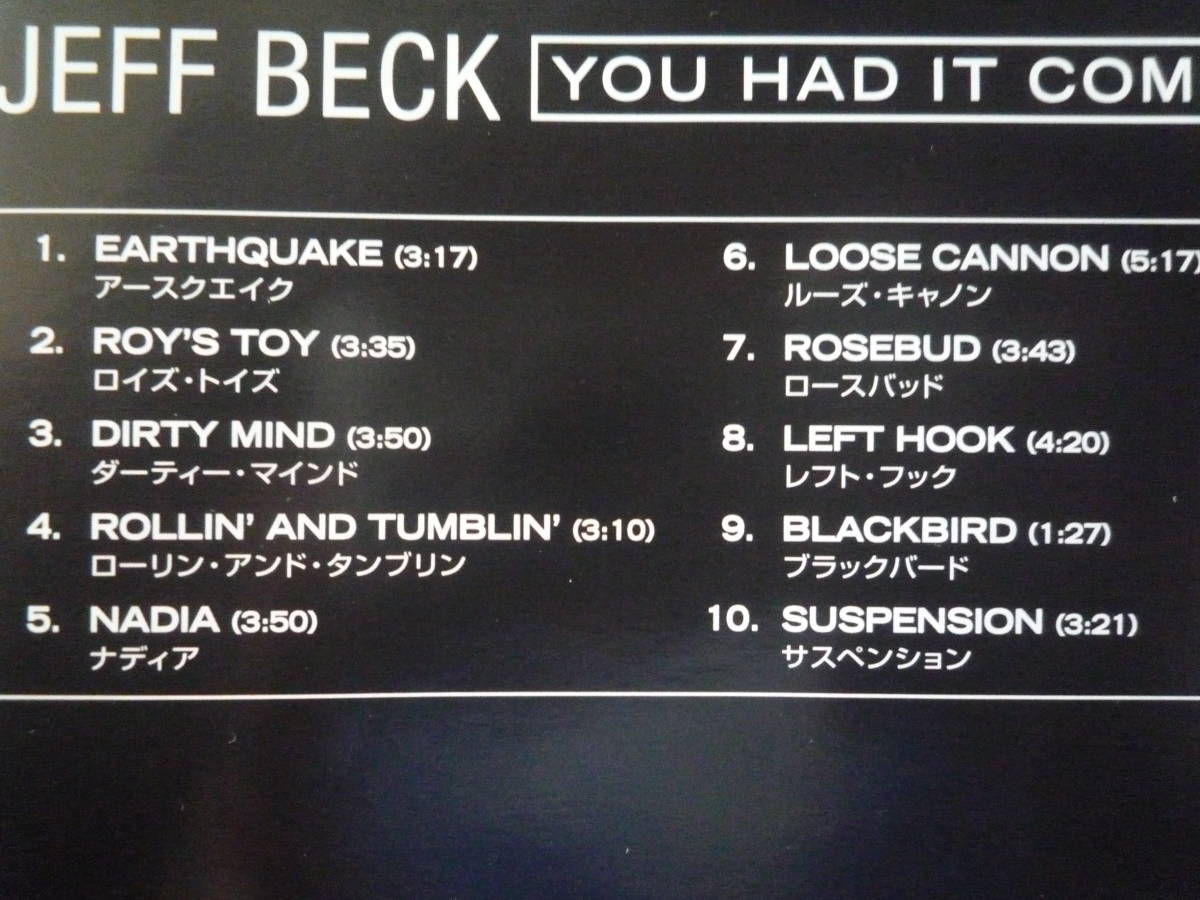 JEFF BECK YOU HAD IT COM
1. EARTHQUAKE (3:17)
アースクエイク
2. ROY'S TOY (3:35)
ロイズ・トイズ
3. DIRTY MIND (3:50)
ダーティー・マインド
4. ROLLIN' AND TUMBLIN' (3:10)
ローリン・アンド・タンブリン
5. NADIA (3:50)
ナディア
6. LOOSE CANNON (5:17)
ルーズ・キャノン
7. ROSEBUD (3:43)
ローズバッド
8. LEFT HOOK (4:20)
レフト・フック
9. BLACKBIRD (1:27)
ブラックバード
10. SUSPENSION (3:21)
サスペンション